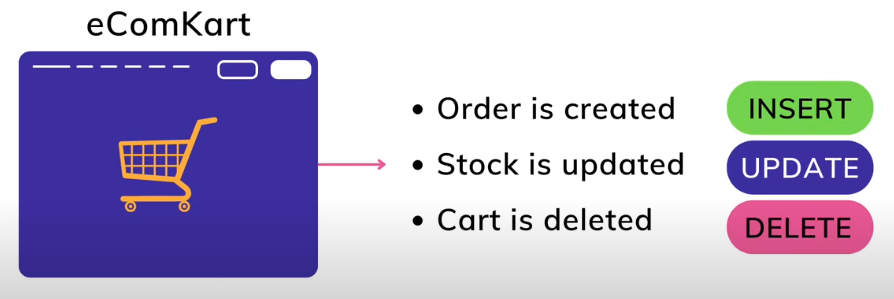 eComKart
• Order is created INSERT
• Stock is updated UPDATE
• Cart is deleted DELETE